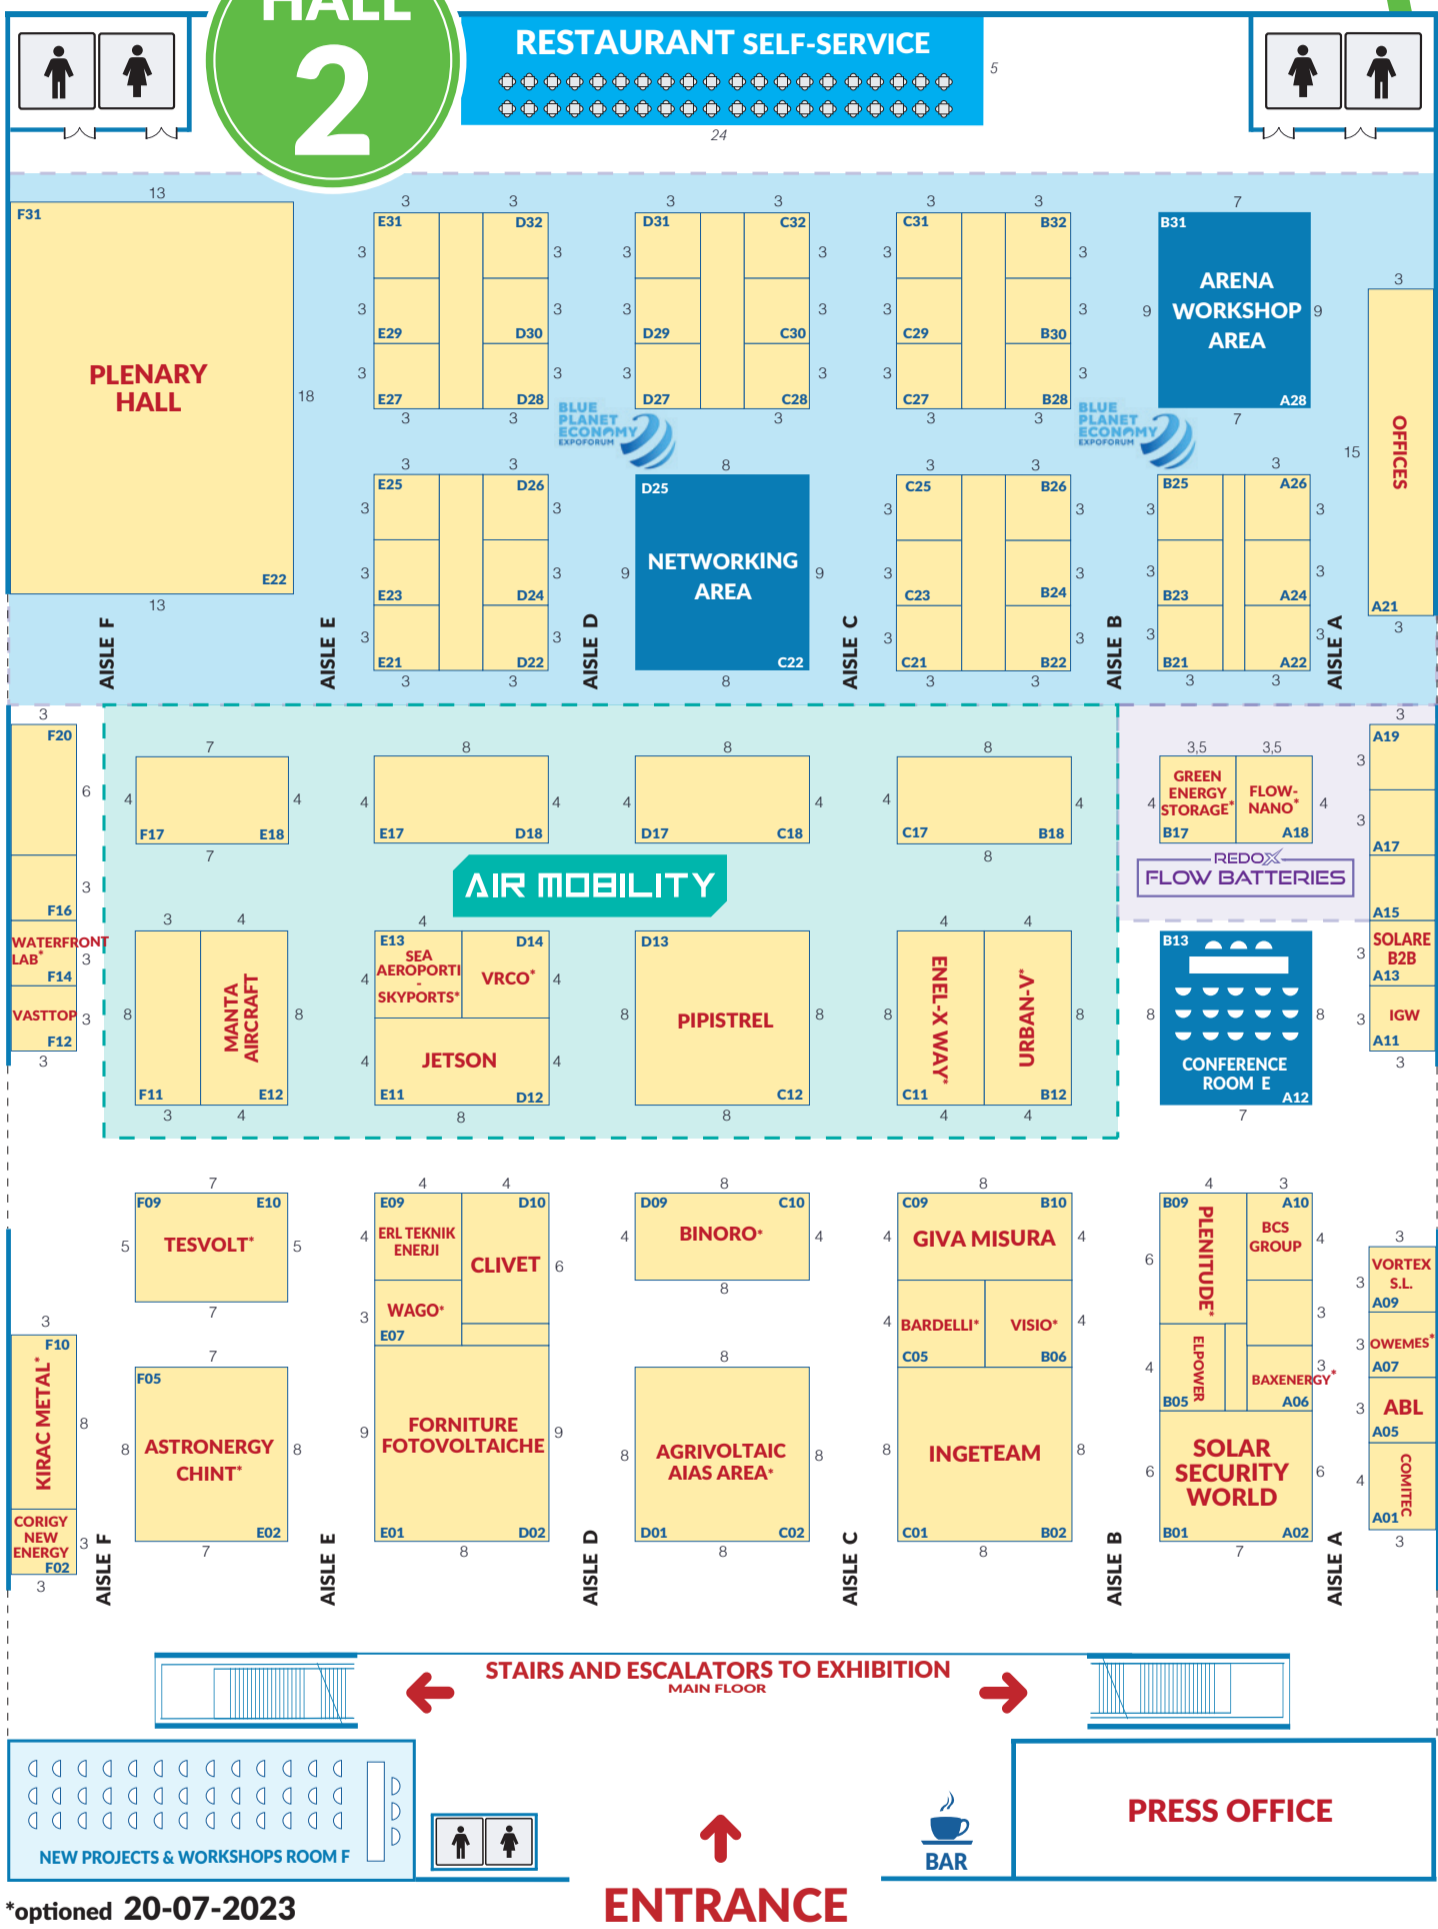 HALL
2
RESTAURANT SELF-SERVICE
5
24
13
F31
PLENARY
HALL
18
E22
13
3 3
E31 D32
3 3
3 3
E29 D30
3 3
E27 D28
3 3
3 3
D31 C32
3 3
3 3
D29 C30
3 3
D27 C28
3
3 3
C31 B32
3 3
3 3
C29 B30
3 3
C27 B28
3 3
7
B31
ARENA
WORKSHOP
AREA
9 9
A28
7
3
OFFICES
15
A21
3
BLUE
PLANET
ECONOMY
EXPOFORUM
BLUE
PLANET
ECONOMY
EXPOFORUM
3 3
E25 D26
3 3
3 3
E23 D24
3 3
E21 D22
3 3
8
D25
NETWORKING
AREA
9 9
C22
8
3 3
C25 B26
3 3
3 3
C23 B24
3 3
C21 B22
3 3
3
B25 A26
3 3
3 3
B23 A24
3 3
B21 A22
3 3
AISLE F
AISLE E
AISLE D
AISLE C
AISLE B
AISLE A
3
F20
6
3
F16
WATERFRONT
LAB*
3
F14
VASTTOP
3
F12
3
7
4 4
F17 E18
7
8
4 4
E17 D18
8
4 4
D17 C18
8
4 4
C17 B18
8
3,5 3,5
GREEN
ENERGY
STORAGE*
B17
FLOW-
NANO*
A18
4 4
REDOX
FLOW BATTERIES
3
A19
3
3
A17
A15
SOLARE
B2B
3
A13
IGW
3
A11
3
AIR MOBILITY
3 4
MANTA
AIRCRAFT
8 8
F11 E12
3 4
4
E13 D14
SEA
AEROPORTI
-
SKYPORTS*
VRCO*
4 4
JETSON
4 4
E11 D12
8
D13
PIPISTREL
8 8
C12
8
4 4
ENEL-X WAY*
URBAN-V*
8 8
C11 B12
4 4
B13
CONFERENCE
ROOM E
8 8
A12
7
7
F09 E10
TESVOLT*
5 5
7
4 4
E09 D10
ERL TEKNIK
ENERJI
4
CLIVET
6
WAGO*
3
E07
8
D09 C10
BINORO*
4 4
8
8
C09 B10
GIVA MISURA
4 4
BARDELLI*
VISIO*
4 4
C05 B06
4 3
B09 A10
PLENITUDE*
BCS
GROUP
6 4
3
ELPOWER
4
B05
BAXENERGY*
3
A06
3
VORTEX
S.L.
3
A09
OWEMES*
3
A07
ABL
3
A05
COMITEC
4
A01
3
3
F10
KIRAC METAL*
8
CORIGY
NEW
ENERGY
3
F02
3
7
F05
ASTRONERGY
CHINT*
8 8
E02
7
FORNITURE
FOTOVOLTAICHE
9 9
E01 D02
8
8
AGRIVOLTAIC
AIAS AREA*
8 8
D01 C02
8
INGETEAM
8 8
C01 B02
8
SOLAR
SECURITY
WORLD
6 6
B01 A02
7
AISLE F
AISLE E
AISLE D
AISLE C
AISLE B
AISLE A
STAIRS AND ESCALATORS TO EXHIBITION
MAIN FLOOR
NEW PROJECTS & WORKSHOPS ROOM F
BAR
PRESS OFFICE
*optioned 20-07-2023
ENTRANCE